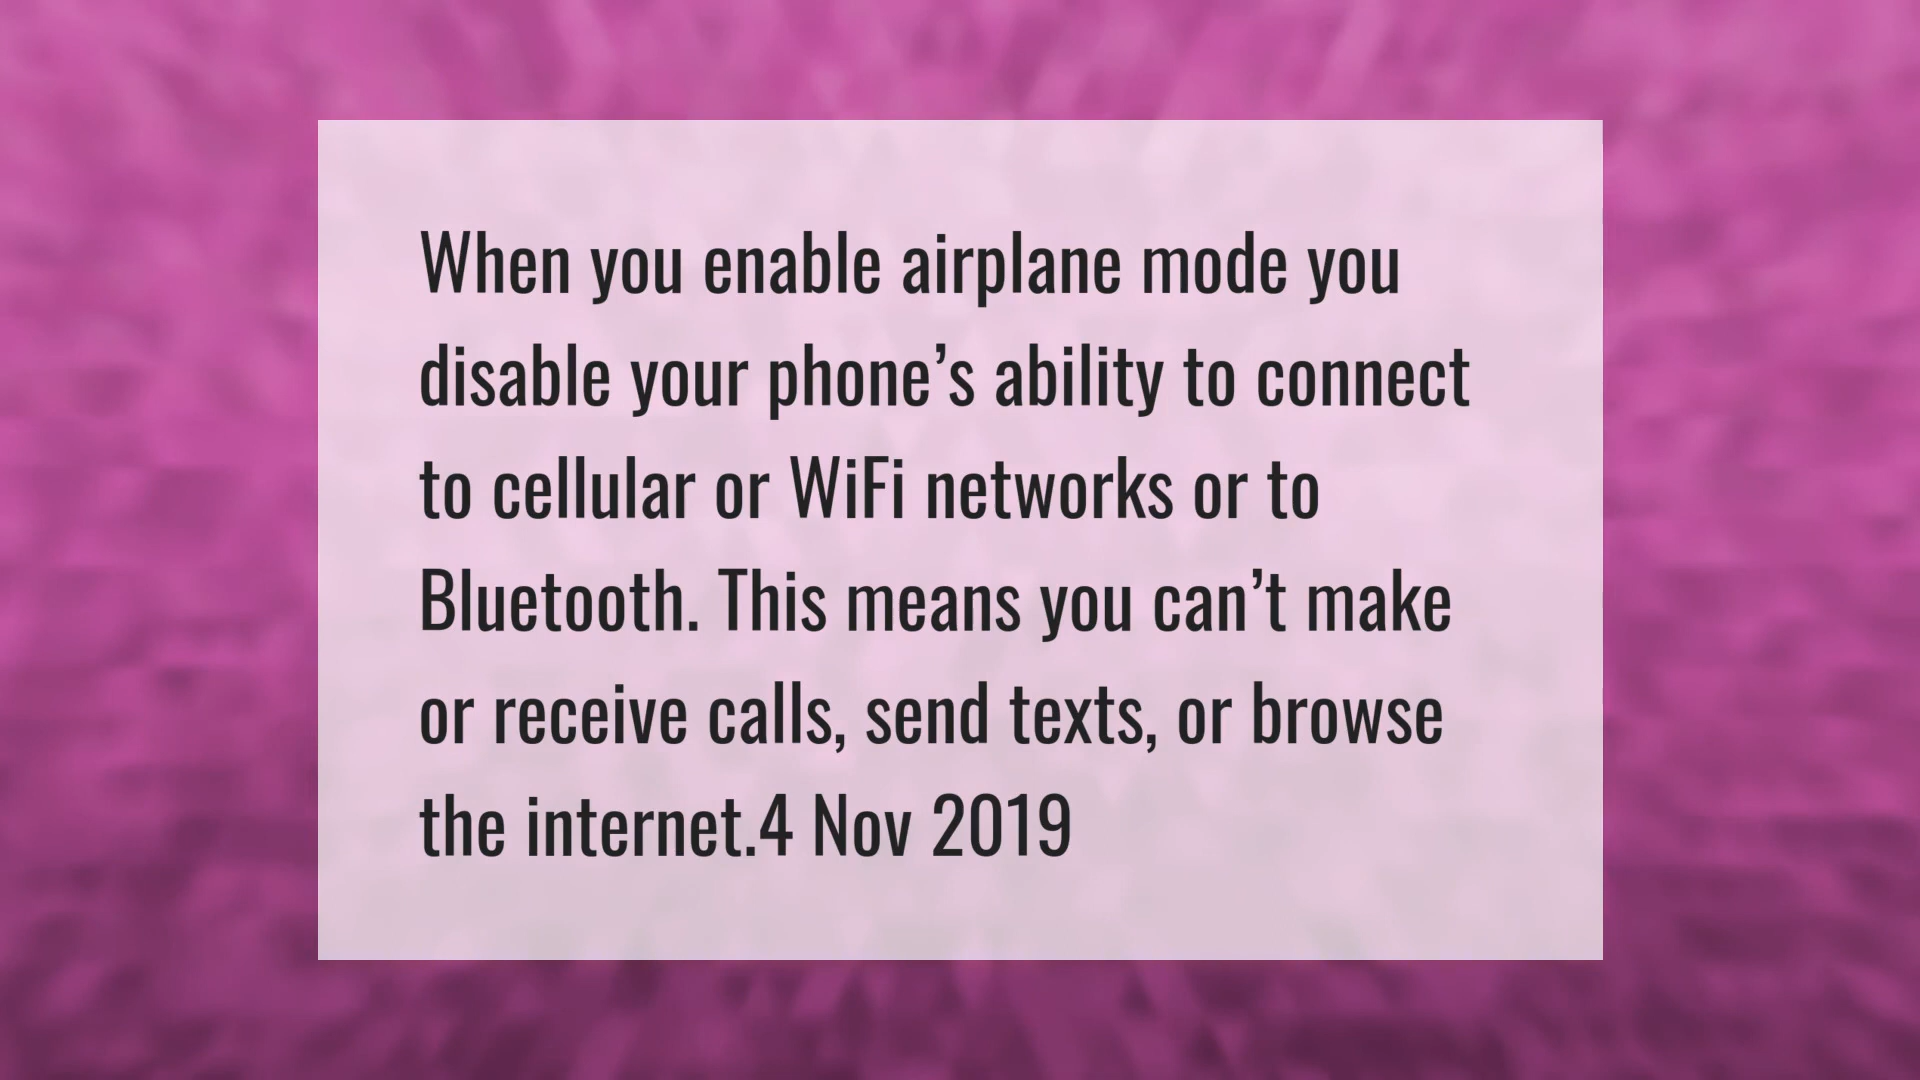 When you enable airplane mode you
disable your phone’s ability to connect
to cellular or WiFi networks or to
Bluetooth. This means you can’t make
or receive calls, send texts, or browse
the internet.4 Nov 2019